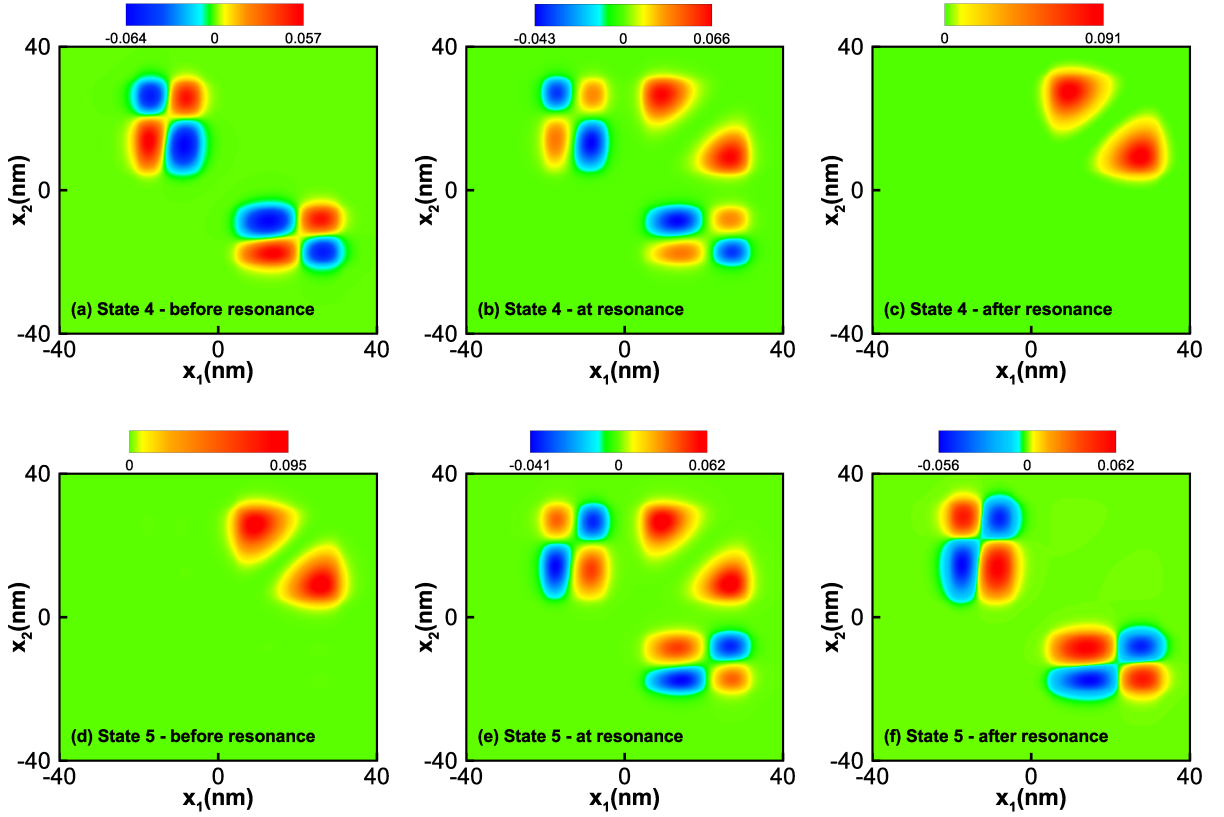 -0.064 0 0.057
-0.043 0 0.066
0 0.091
40
x2(nm)
0
(a) State 4 - before resonance
-40
-40 0 40
x1(nm)
40
x2(nm)
0
(b) State 4 - at resonance
-40
-40 0 40
x1(nm)
40
x2(nm)
0
(c) State 4 - after resonance
-40
-40 0 40
x1(nm)
0 0.095
-0.041 0 0.062
-0.056 0 0.062
40
x2(nm)
0
(d) State 5 - before resonance
-40
-40 0 40
x1(nm)
40
x2(nm)
0
(e) State 5 - at resonance
-40
-40 0 40
x1(nm)
40
x2(nm)
0
(f) State 5 - after resonance
-40
-40 0 40
x1(nm)